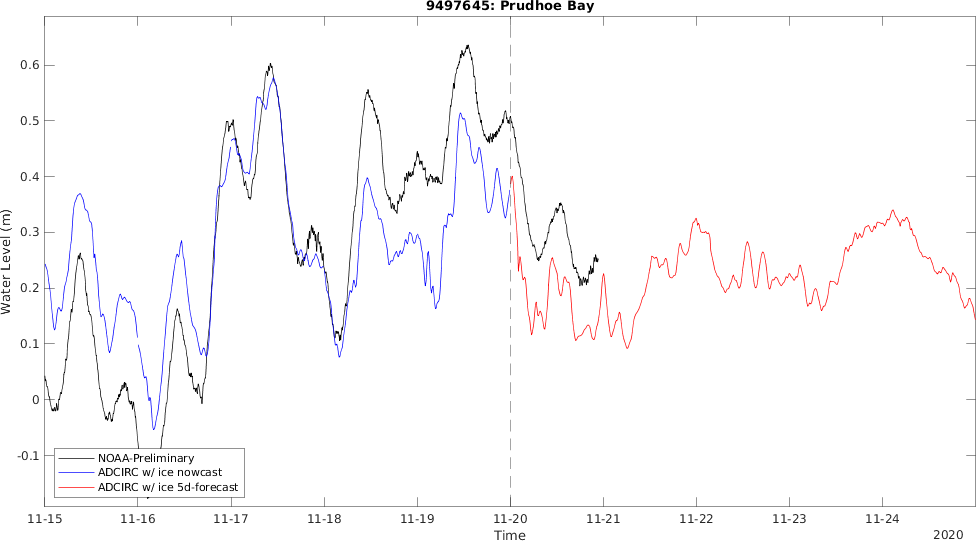 9497645: Prudhoe Bay
0.6
0.5
0.4
0.3
0.2
0.1
0
-0.1
Water Level (m)
NOAA-Preliminary
ADCIRC w/ ice nowcast
ADCIRC w/ ice 5d-forecast
11-15 11-16 11-17 11-18 11-19 11-20 11-21 11-22 11-23 11-24
Time
2020